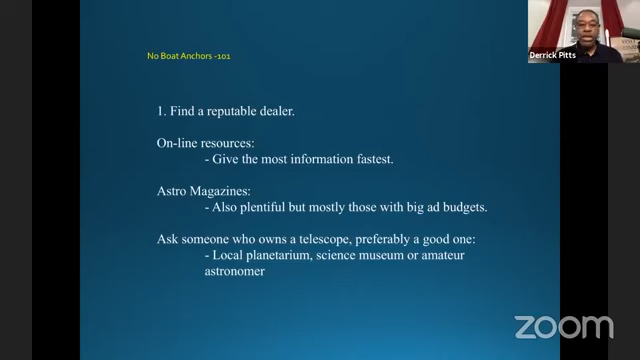 No Boat Anchors -101
Derrick Pitts
1. Find a reputable dealer.
On-line resources:
- Give the most information fastest.
Astro Magazines:
- Also plentiful but mostly those with big ad budgets.
Ask someone who owns a telescope, preferably a good one:
- Local planetarium, science museum or amateur
astronomer
zoom